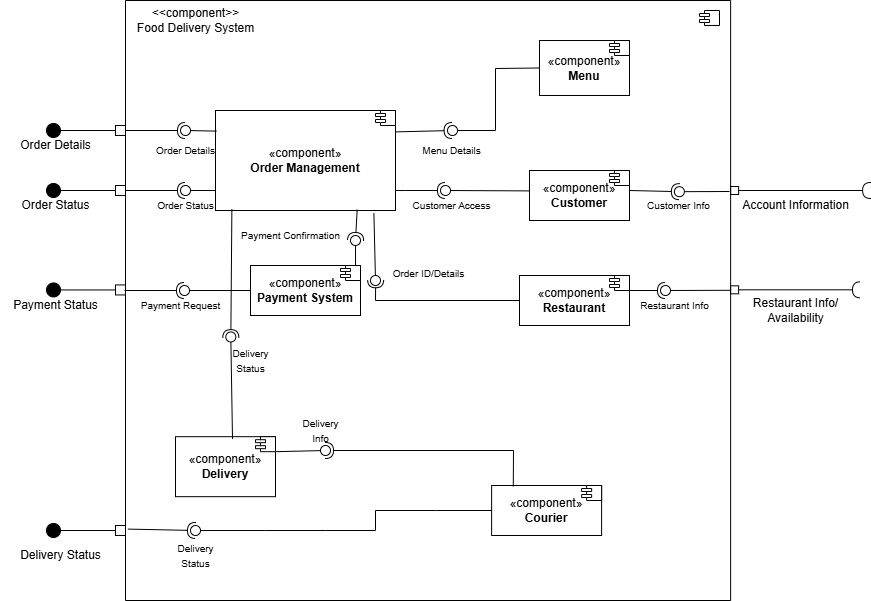 <<component>>
Food Delivery System
«component»
Menu
Order Details
Order Details
«component»
Order Management
Menu Details
Order Status
Order Status
Customer Access
«component»
Customer
Customer Info
Account Information
Payment Confirmation
Order ID/Details
Payment Status
Payment Request
«component»
Payment System
«component»
Restaurant
Restaurant Info
Restaurant Info/
Availability
Delivery
Status
Delivery
Info
«component»
Delivery
«component»
Courier
Delivery Status
Delivery
Status